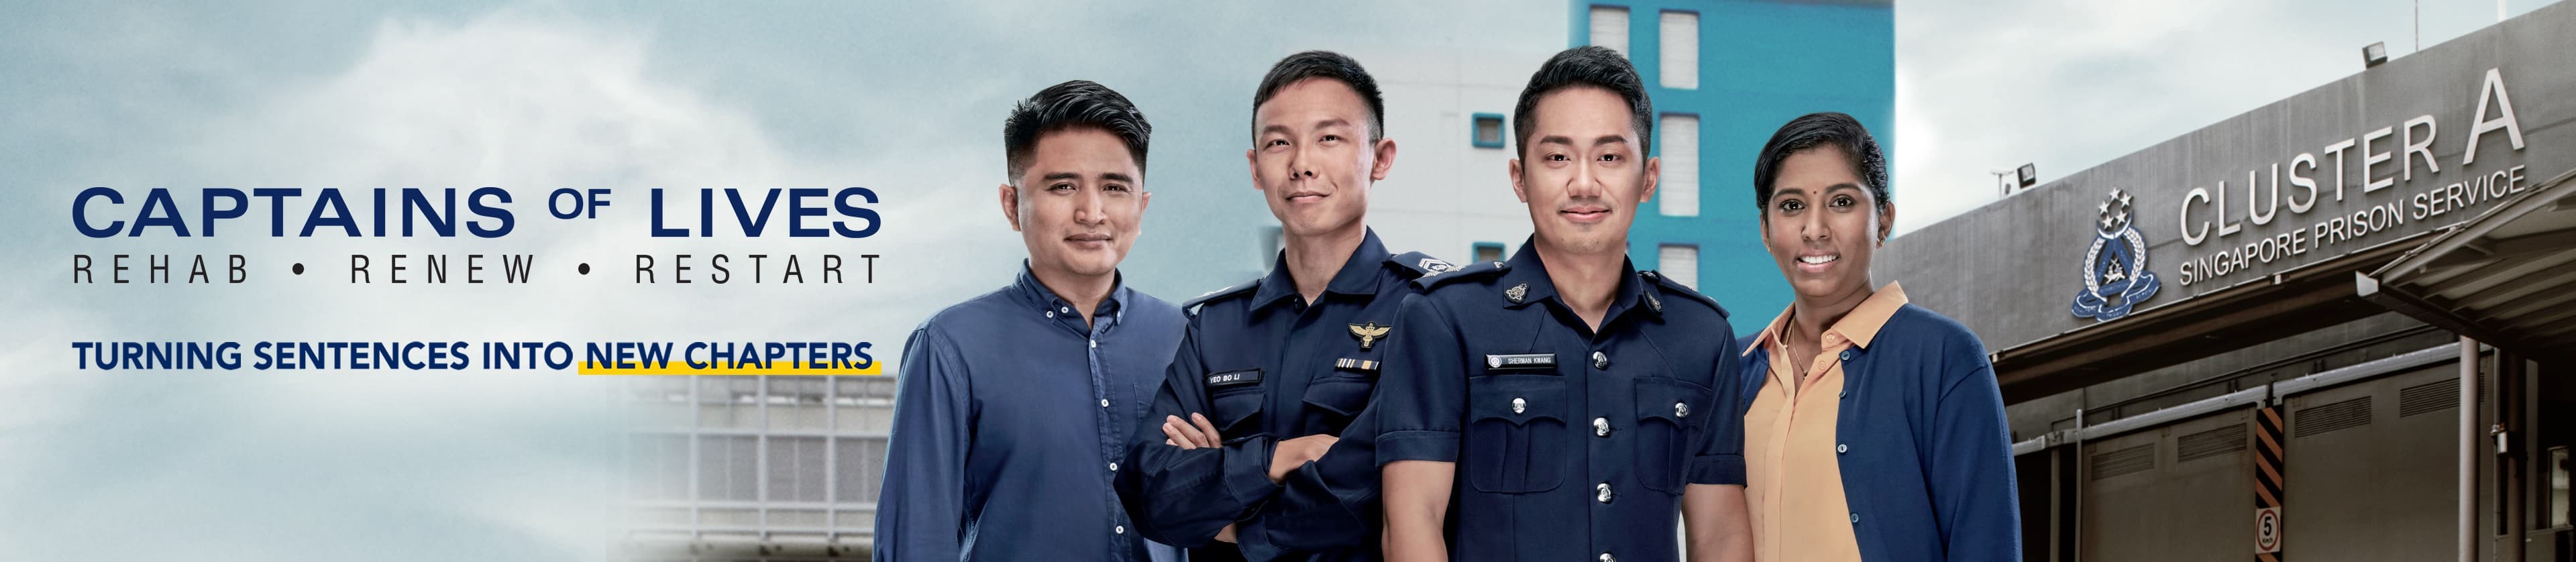 CAPTAINS OF LIVES
REHAB • RENEW • RESTART
TURNING SENTENCES INTO NEW CHAPTERS
YEO BO LI
SHERMAN KWANG
CLUSTER A
SINGAPORE PRISON SERVICE
5